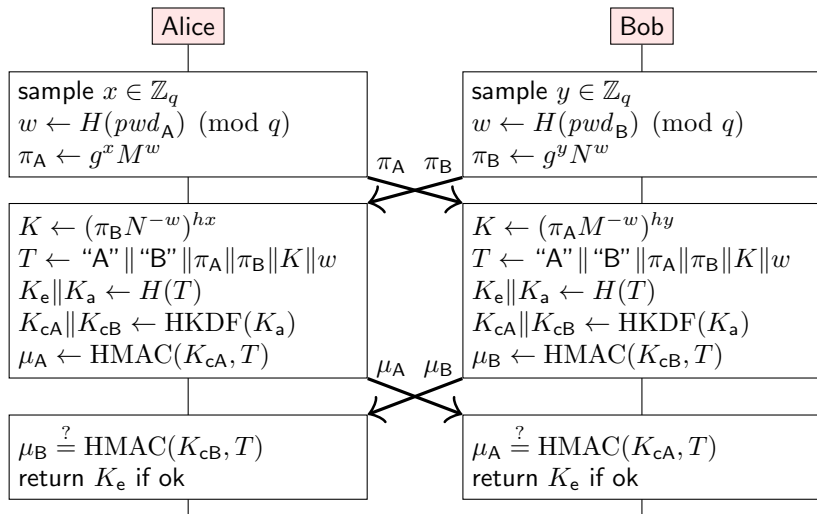 Alice
Bob
sample x ∈ ℤ_q
w ← H(pwd_A) (mod q)
π_A ← g^x M^w
sample y ∈ ℤ_q
w ← H(pwd_B) (mod q)
π_B ← g^y N^w
π_A π_B
K ← (π_B N^{−w})^{hx}
T ← “A” ‖ “B” ‖π_A‖π_B‖K‖w
K_e‖K_a ← H(T)
K_cA‖K_cB ← HKDF(K_a)
μ_A ← HMAC(K_cA, T)
K ← (π_A M^{−w})^{hy}
T ← “A” ‖ “B” ‖π_A‖π_B‖K‖w
K_e‖K_a ← H(T)
K_cA‖K_cB ← HKDF(K_a)
μ_B ← HMAC(K_cB, T)
μ_A μ_B
μ_B ≟ HMAC(K_cB, T)
return K_e if ok
μ_A ≟ HMAC(K_cA, T)
return K_e if ok